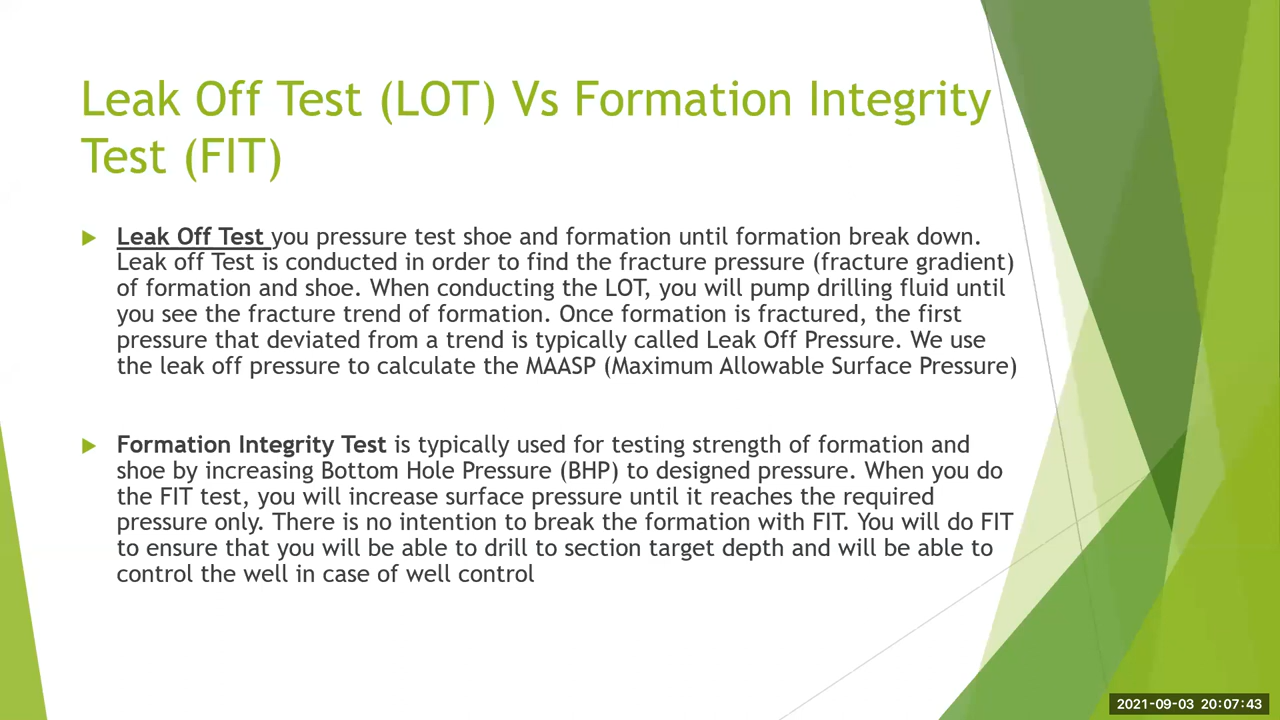 Leak Off Test (LOT) Vs Formation Integrity
Test (FIT)
Leak Off Test you pressure test shoe and formation until formation break down.
Leak off Test is conducted in order to find the fracture pressure (fracture gradient)
of formation and shoe. When conducting the LOT, you will pump drilling fluid until
you see the fracture trend of formation. Once formation is fractured, the first
pressure that deviated from a trend is typically called Leak Off Pressure. We use
the leak off pressure to calculate the MAASP (Maximum Allowable Surface Pressure)
Formation Integrity Test is typically used for testing strength of formation and
shoe by increasing Bottom Hole Pressure (BHP) to designed pressure. When you do
the FIT test, you will increase surface pressure until it reaches the required
pressure only. There is no intention to break the formation with FIT. You will do FIT
to ensure that you will be able to drill to section target depth and will be able to
control the well in case of well control
2021-09-03 20:07:43